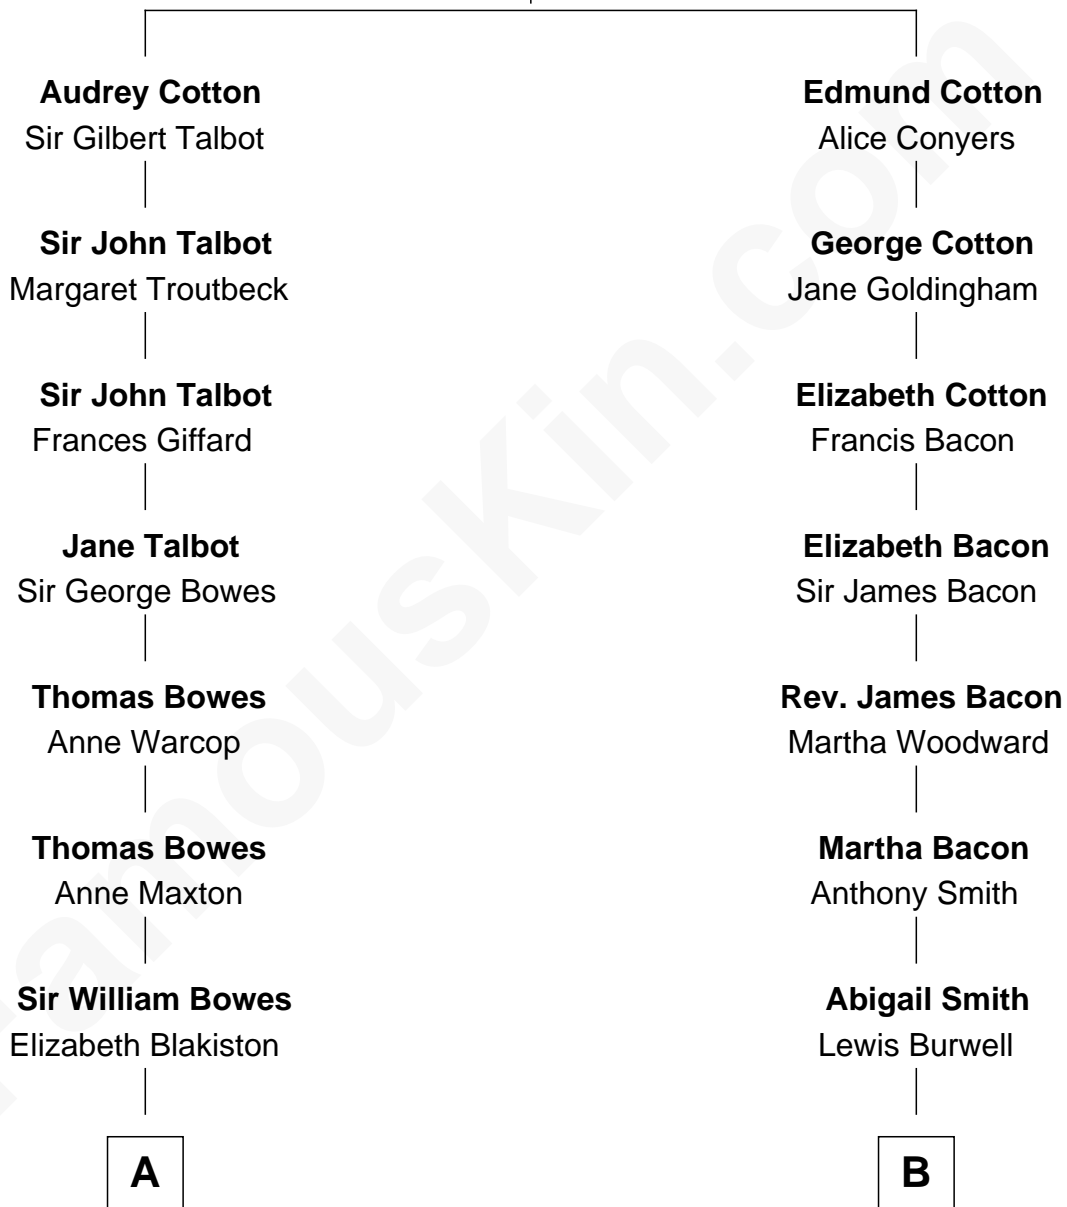 Audrey Cotton
Sir Gilbert Talbot
Sir John Talbot
Margaret Troutbeck
Sir John Talbot
Frances Giffard
Jane Talbot
Sir George Bowes
Thomas Bowes
Anne Warcop
Thomas Bowes
Anne Maxton
Sir William Bowes
Elizabeth Blakiston
A
Edmund Cotton
Alice Conyers
George Cotton
Jane Goldingham
Elizabeth Cotton
Francis Bacon
Elizabeth Bacon
Sir James Bacon
Rev. James Bacon
Martha Woodward
Martha Bacon
Anthony Smith
Abigail Smith
Lewis Burwell
B
FamousKin.com